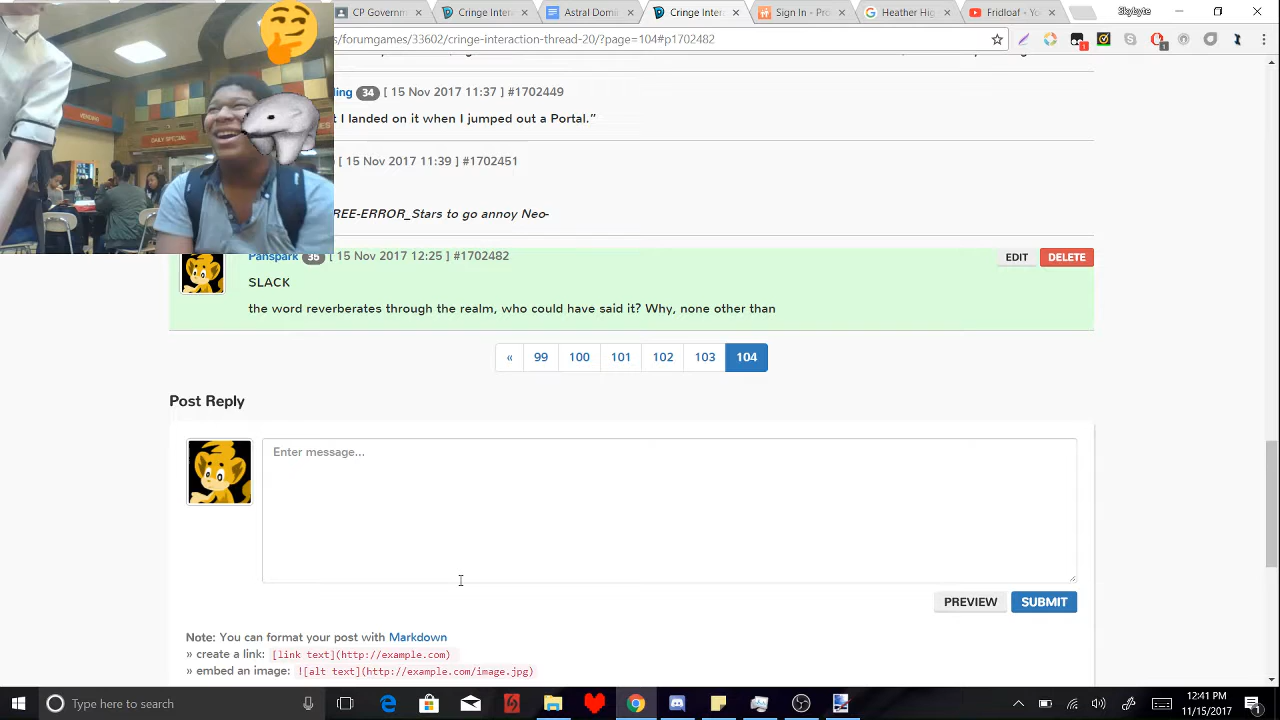 CP Governm
Cringe Inter
Astral Domi
Cringe Inter
Sign In - Pro
Heather Hig
Fridloaf - Yo
Skybyte
s/forumgames/33602/cringe-interaction-thread-20/?page=104#p1702482
ling 34 [ 15 Nov 2017 11:37 ] #1702449
t I landed on it when I jumped out a Portal.”
[ 15 Nov 2017 11:39 ] #1702451
REE-ERROR_Stars to go annoy Neo-
VENDING
DAILY SPECIAL
Panspark 35 [ 15 Nov 2017 12:25 ] #1702482
EDIT DELETE
SLACK
the word reverberates through the realm, who could have said it? Why, none other than
« 99 100 101 102 103 104
Post Reply
Enter message...
PREVIEW SUBMIT
Note: You can format your post with Markdown
» create a link: [link text](http://example.com)
» embed an image: ![alt text](http://example.com/image.jpg)
Type here to search
12:41 PM
11/15/2017